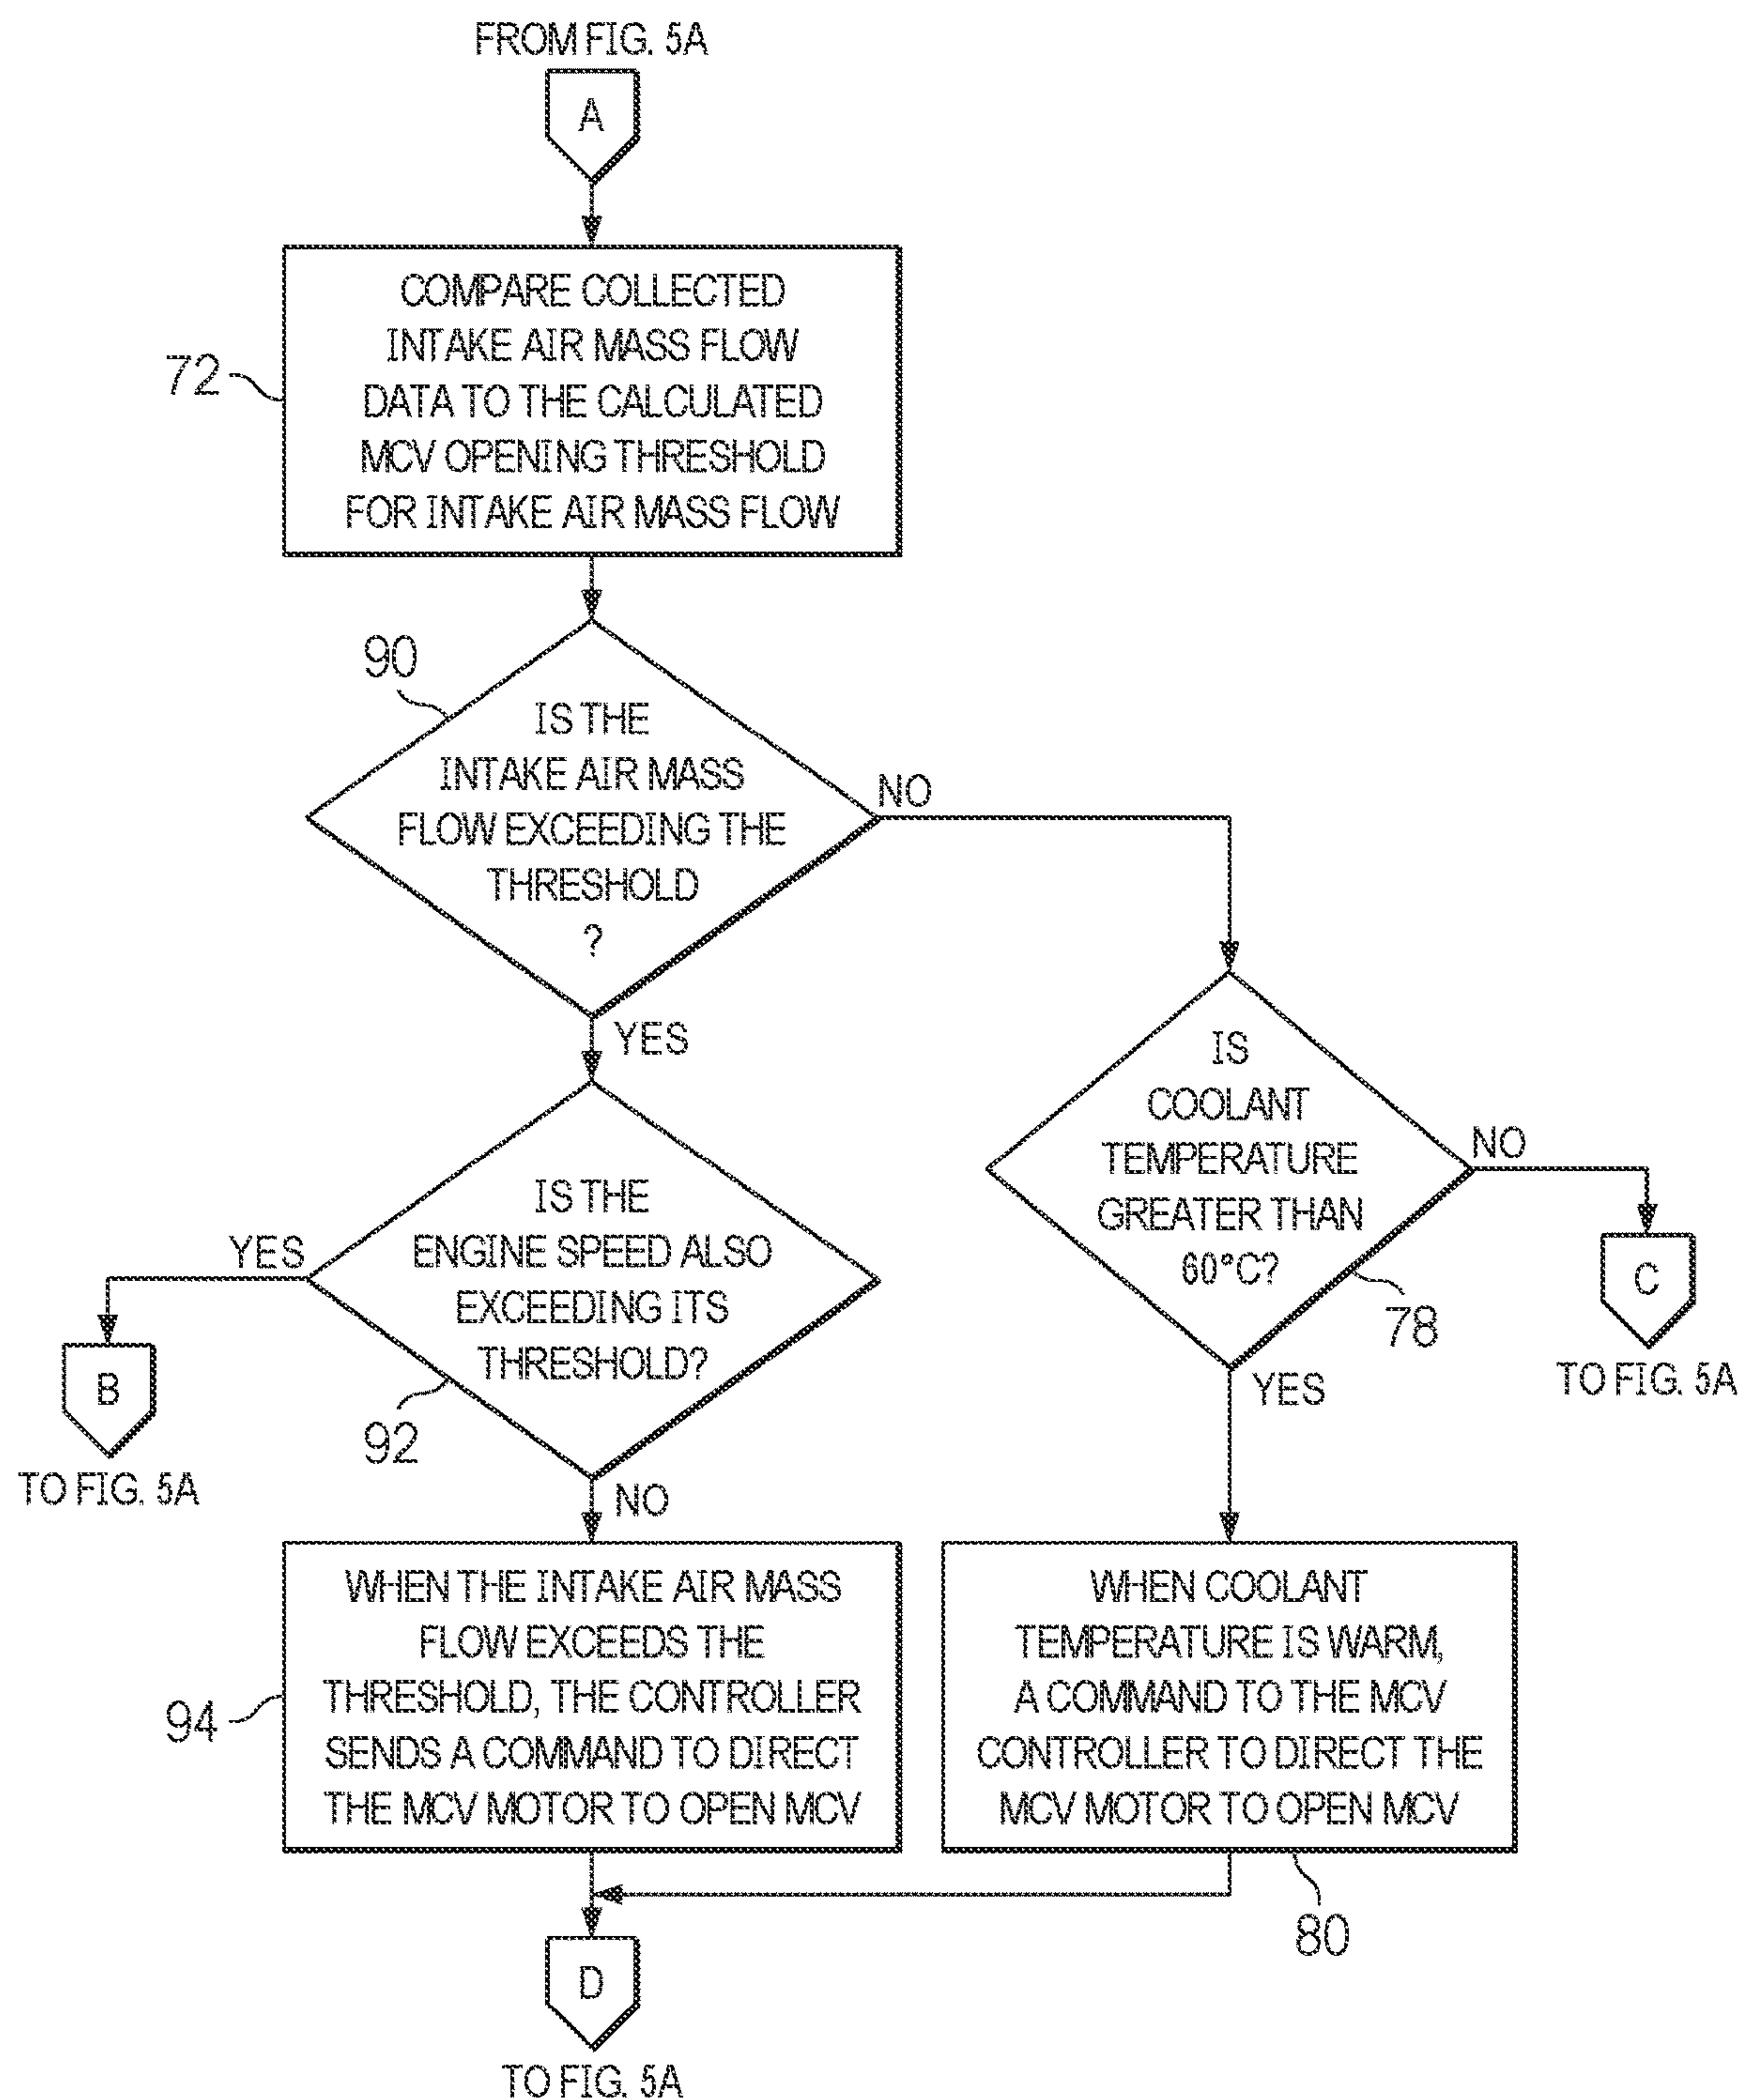 FROM FIG. 5A
A
COMPARE COLLECTED
INTAKE AIR MASS FLOW
DATA TO THE CALCULATED
MCV OPENING THRESHOLD
FOR INTAKE AIR MASS FLOW
72
90
IS THE
INTAKE AIR MASS
FLOW EXCEEDING THE
THRESHOLD
?
NO
YES
IS
COOLANT
TEMPERATURE
GREATER THAN
60°C?
NO
78
C
TO FIG. 5A
YES
IS THE
ENGINE SPEED ALSO
EXCEEDING ITS
THRESHOLD?
YES
92
B
TO FIG. 5A
NO
WHEN THE INTAKE AIR MASS
FLOW EXCEEDS THE
THRESHOLD, THE CONTROLLER
SENDS A COMMAND TO DIRECT
THE MCV MOTOR TO OPEN MCV
94
WHEN COOLANT
TEMPERATURE IS WARM,
A COMMAND TO THE MCV
CONTROLLER TO DIRECT THE
MCV MOTOR TO OPEN MCV
80
D
TO FIG. 5A